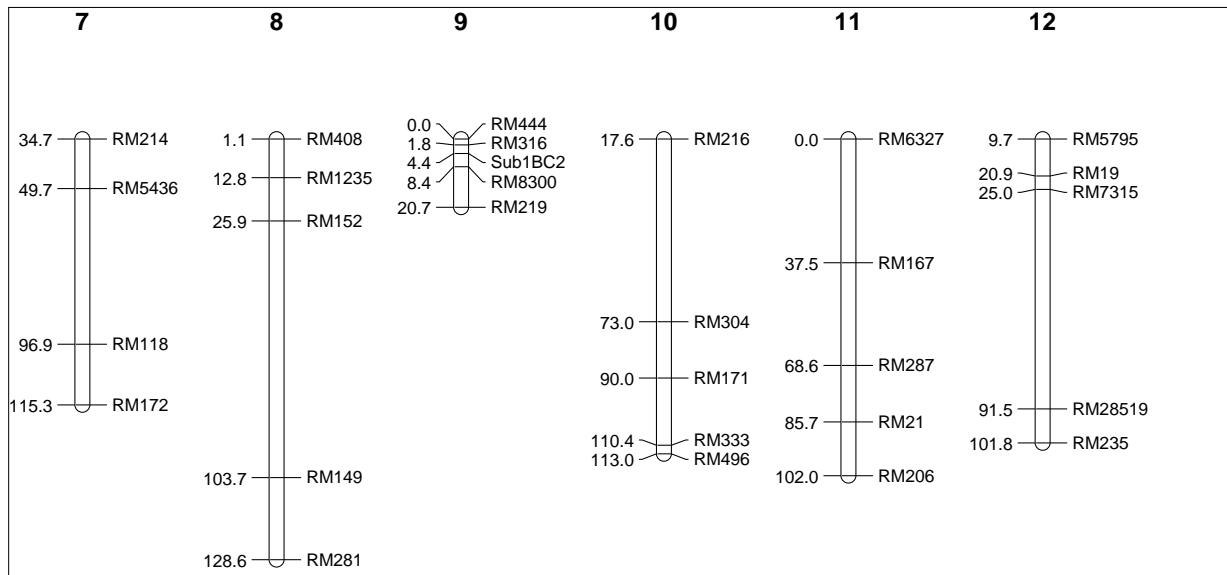 7 8 9 10 11 12
34.7 RM214
49.7 RM5436
96.9 RM118
115.3 RM172
1.1 RM408
12.8 RM1235
25.9 RM152
103.7 RM149
128.6 RM281
0.0 RM444
1.8 RM316
4.4 Sub1BC2
8.4 RM8300
20.7 RM219
17.6 RM216
73.0 RM304
90.0 RM171
110.4 RM333
113.0 RM496
0.0 RM6327
37.5 RM167
68.6 RM287
85.7 RM21
102.0 RM206
9.7 RM5795
20.9 RM19
25.0 RM7315
91.5 RM28519
101.8 RM235